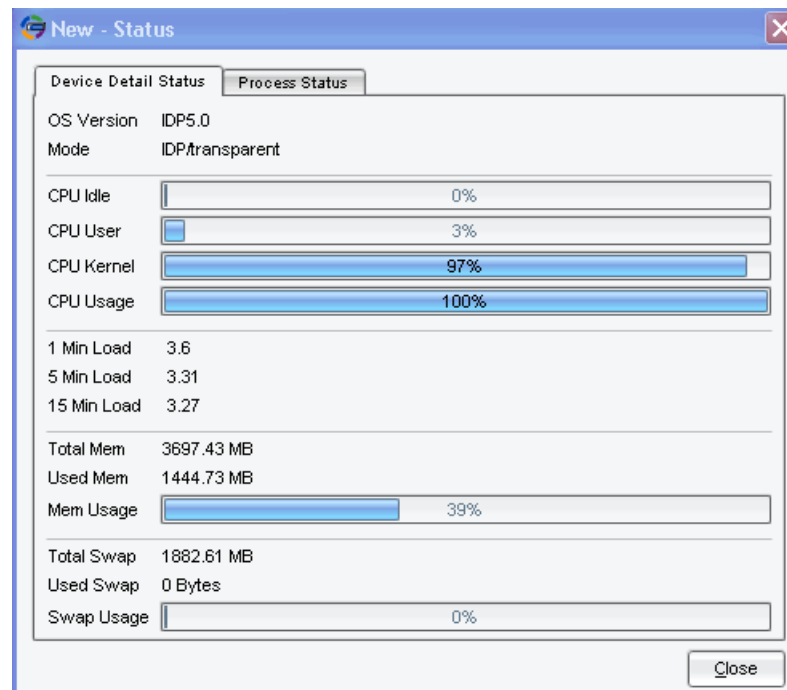 New - Status
Device Detail Status Process Status
OS Version IDP5.0
Mode IDP/transparent
CPU Idle 0%
CPU User 3%
CPU Kernel 97%
CPU Usage 100%
1 Min Load 3.6
5 Min Load 3.31
15 Min Load 3.27
Total Mem 3697.43 MB
Used Mem 1444.73 MB
Mem Usage 39%
Total Swap 1882.61 MB
Used Swap 0 Bytes
Swap Usage 0%
Close